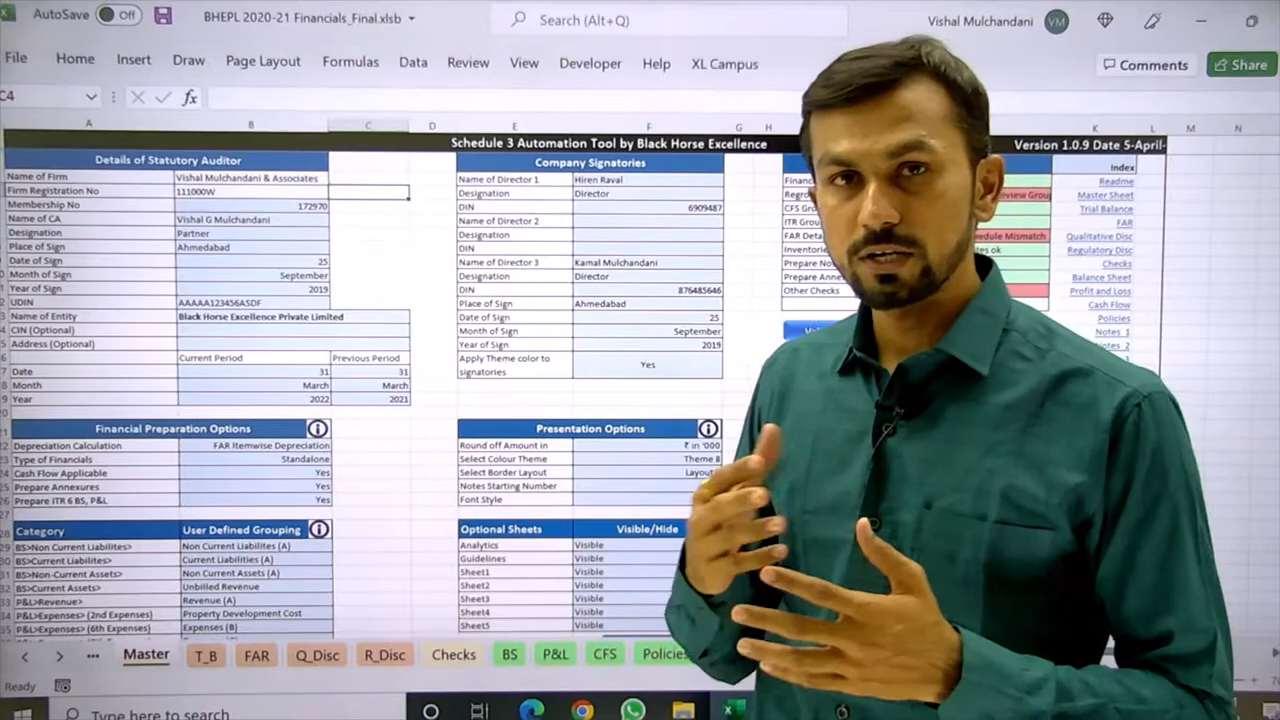 AutoSave Off BHEPL 2020-21 Financials_Final.xlsb Search (Alt+Q) Vishal Mulchandani VM
File Home Insert Draw Page Layout Formulas Data Review View Developer Help XL Campus Comments Share
C4 fx
A B C D E F G H K L M N
Schedule 3 Automation Tool by Black Horse Excellence Version 1.0.9 Date 5-April-
Details of Statutory Auditor
Name of Firm Vishal Mulchandani & Associates
Firm Registration No 111000W
Membership No 172970
Name of CA Vishal G Mulchandani
Designation Partner
Place of Sign Ahmedabad
Date of Sign 25
Month of Sign September
Year of Sign 2019
UDIN AAAAA123456ASDF
Name of Entity Black Horse Excellence Private Limited
CIN (Optional)
Address (Optional)
Current Period Previous Period
Date 31 31
Month March March
Year 2022 2021
Company Signatories
Name of Director 1 Hiren Raval
Designation Director
DIN 6909487
Name of Director 2
Designation
DIN
Name of Director 3 Kamal Mulchandani
Designation Director
DIN 876485646
Place of Sign Ahmedabad
Date of Sign 25
Month of Sign September
Year of Sign 2019
Apply Theme color to
signatories Yes
CFS
ITR
Prepare
Prepare
Other Checks
Index
Readme
Master Sheet
Trial Balance
FAR
Qualitative Disc
Regulatory Disc
Checks
Balance Sheet
Profit and Loss
Cash Flow
Policies
Notes 1
Financial Preparation Options
Depreciation Calculation FAR Itemwise Depreciation
Type of Financials Standalone
Cash Flow Applicable Yes
Prepare Annexures Yes
Prepare ITR 6 BS, P&L Yes
Presentation Options
Round off Amount in ₹ in '000
Select Colour Theme Theme 8
Select Border Layout Layout
Notes Starting Number
Font Style
Category User Defined Grouping
BS>Non Current Liabilites> Non Current Liabilites (A)
BS>Current Liabilities> Current Liabilities (A)
BS>Non-Current Assets> Non Current Assets (A)
BS>Current Assets> Unbilled Revenue
P&L>Revenue> Revenue (A)
P&L>Expenses> (2nd Expenses) Property Development Cost
P&L>Expenses> (6th Expenses) Expenses (B)
Optional Sheets Visible/Hide
Analytics Visible
Guidelines Visible
Sheet1 Visible
Sheet2 Visible
Sheet3 Visible
Sheet4 Visible
Sheet5 Visible
Master T_B FAR Q_Disc R_Disc Checks BS P&L CFS Policies
Ready
Type here to search